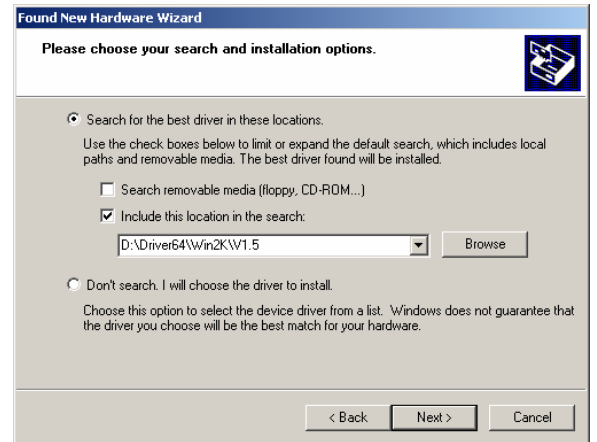 Found New Hardware Wizard
Please choose your search and installation options.
Search for the best driver in these locations.
Use the check boxes below to limit or expand the default search, which includes local
paths and removable media. The best driver found will be installed.
Search removable media (floppy, CD-ROM...)
Include this location in the search:
D:\Driver64\Win2K\V1.5
Browse
Don't search. I will choose the driver to install.
Choose this option to select the device driver from a list. Windows does not guarantee that
the driver you choose will be the best match for your hardware.
< Back Next > Cancel